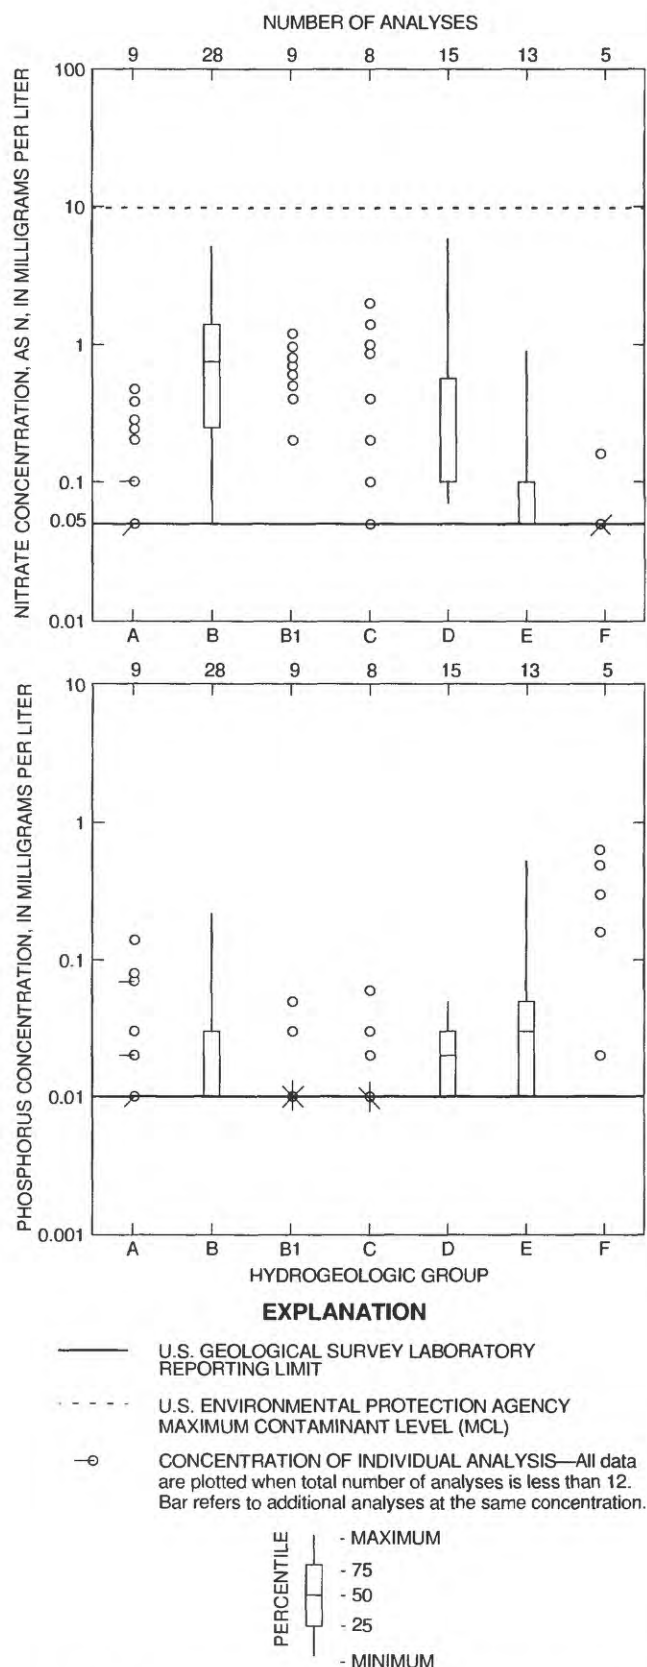 NUMBER OF ANALYSES
9 28 9 8 15 13 5
NITRATE CONCENTRATION, AS N, IN MILLIGRAMS PER LITER
100
10
1
0.1
0.05
0.01
A B B1 C D E F
9 28 9 8 15 13 5
PHOSPHORUS CONCENTRATION, IN MILLIGRAMS PER LITER
10
1
0.1
0.01
0.001
A B B1 C D E F
HYDROGEOLOGIC GROUP
EXPLANATION
U.S. GEOLOGICAL SURVEY LABORATORY
REPORTING LIMIT
U.S. ENVIRONMENTAL PROTECTION AGENCY
MAXIMUM CONTAMINANT LEVEL (MCL)
CONCENTRATION OF INDIVIDUAL ANALYSIS—All data
are plotted when total number of analyses is less than 12.
Bar refers to additional analyses at the same concentration.
PERCENTILE
- MAXIMUM
- 75
- 50
- 25
- MINIMUM